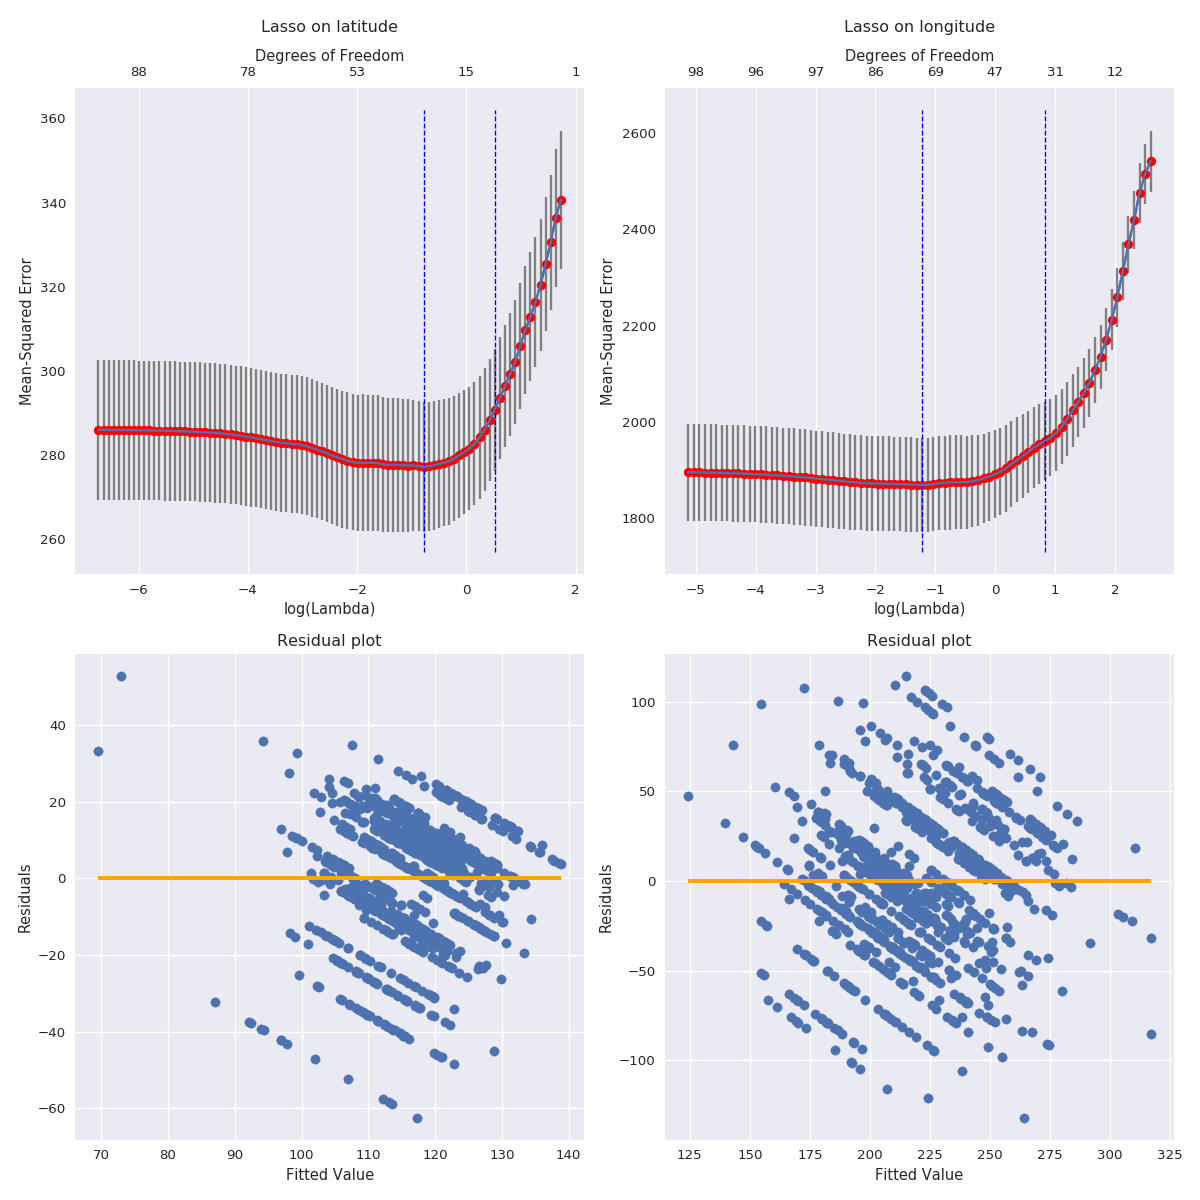 Lasso on latitude
Degrees of Freedom
88 78 53 15 1
360
340
320
300
280
260
Mean-Squared Error
−6 −4 −2 0 2
log(Lambda)
Lasso on longitude
Degrees of Freedom
98 96 97 86 69 47 31 12
2600
2400
2200
2000
1800
Mean-Squared Error
−5 −4 −3 −2 −1 0 1 2
log(Lambda)
Residual plot
40
20
0
−20
−40
−60
Residuals
70 80 90 100 110 120 130 140
Fitted Value
Residual plot
100
50
0
−50
−100
Residuals
125 150 175 200 225 250 275 300 325
Fitted Value